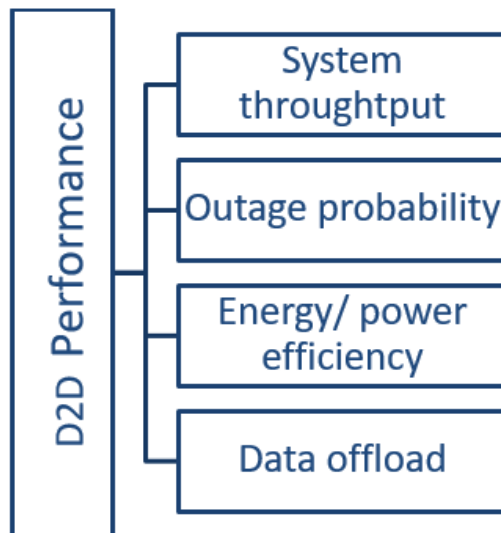 D2D Performance
System
throughtput
Outage probability
Energy/ power
efficiency
Data offload